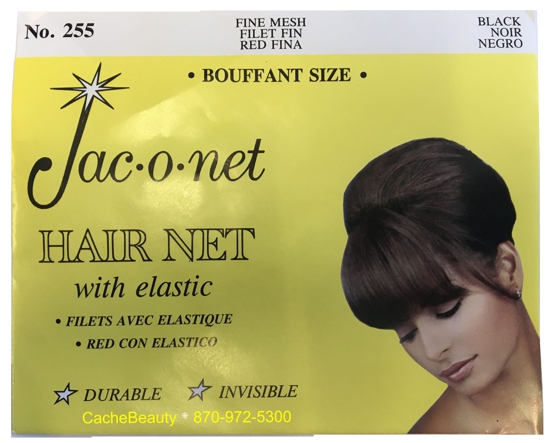 No. 255
FINE MESH
FILET FIN
RED FINA
BLACK
NOIR
NEGRO
• BOUFFANT SIZE •
Jac·o·net
HAIR NET
with elastic
• FILETS AVEC ELASTIQUE
• RED CON ELASTICO
DURABLE
INVISIBLE
CacheBeauty * 870-972-5300